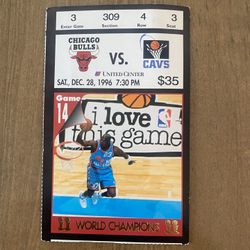 3 309 4 3
Enter Gate Section Row Seat
CHICAGO BULLS VS. CAVS
UNITED CENTER
SAT, DEC. 28, 1996 7:30 PM $35
Game
14
i love
this game
NBA
WORLD CHAMPIONS